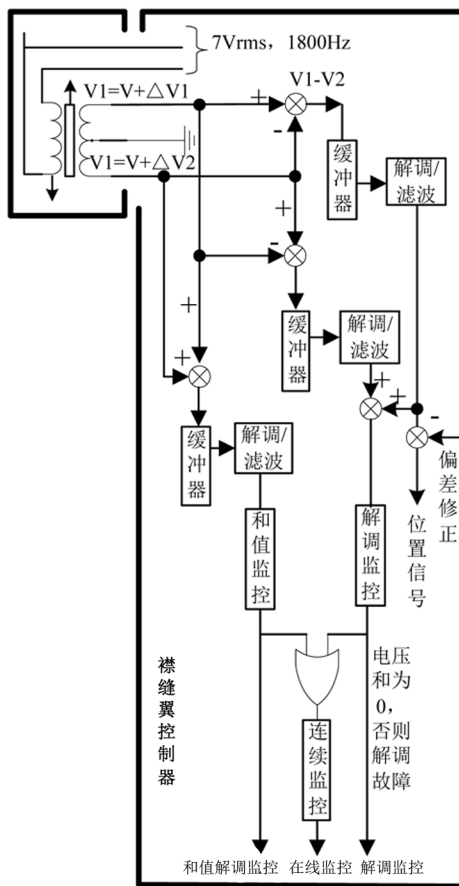 7Vrms，1800Hz
V1=V+△V1
V1-V2
+
-
V1=V+△V2
缓冲器
解调/
滤波
+
-
+
+
缓冲器
解调/
滤波
+
+
-
缓冲器
解调/
滤波
偏差修正
位置信号
和值监控
解调监控
电压
和为
0，
否则
解调
故障
襟缝翼控制器
连续监控
和值解调监控
在线监控
解调监控